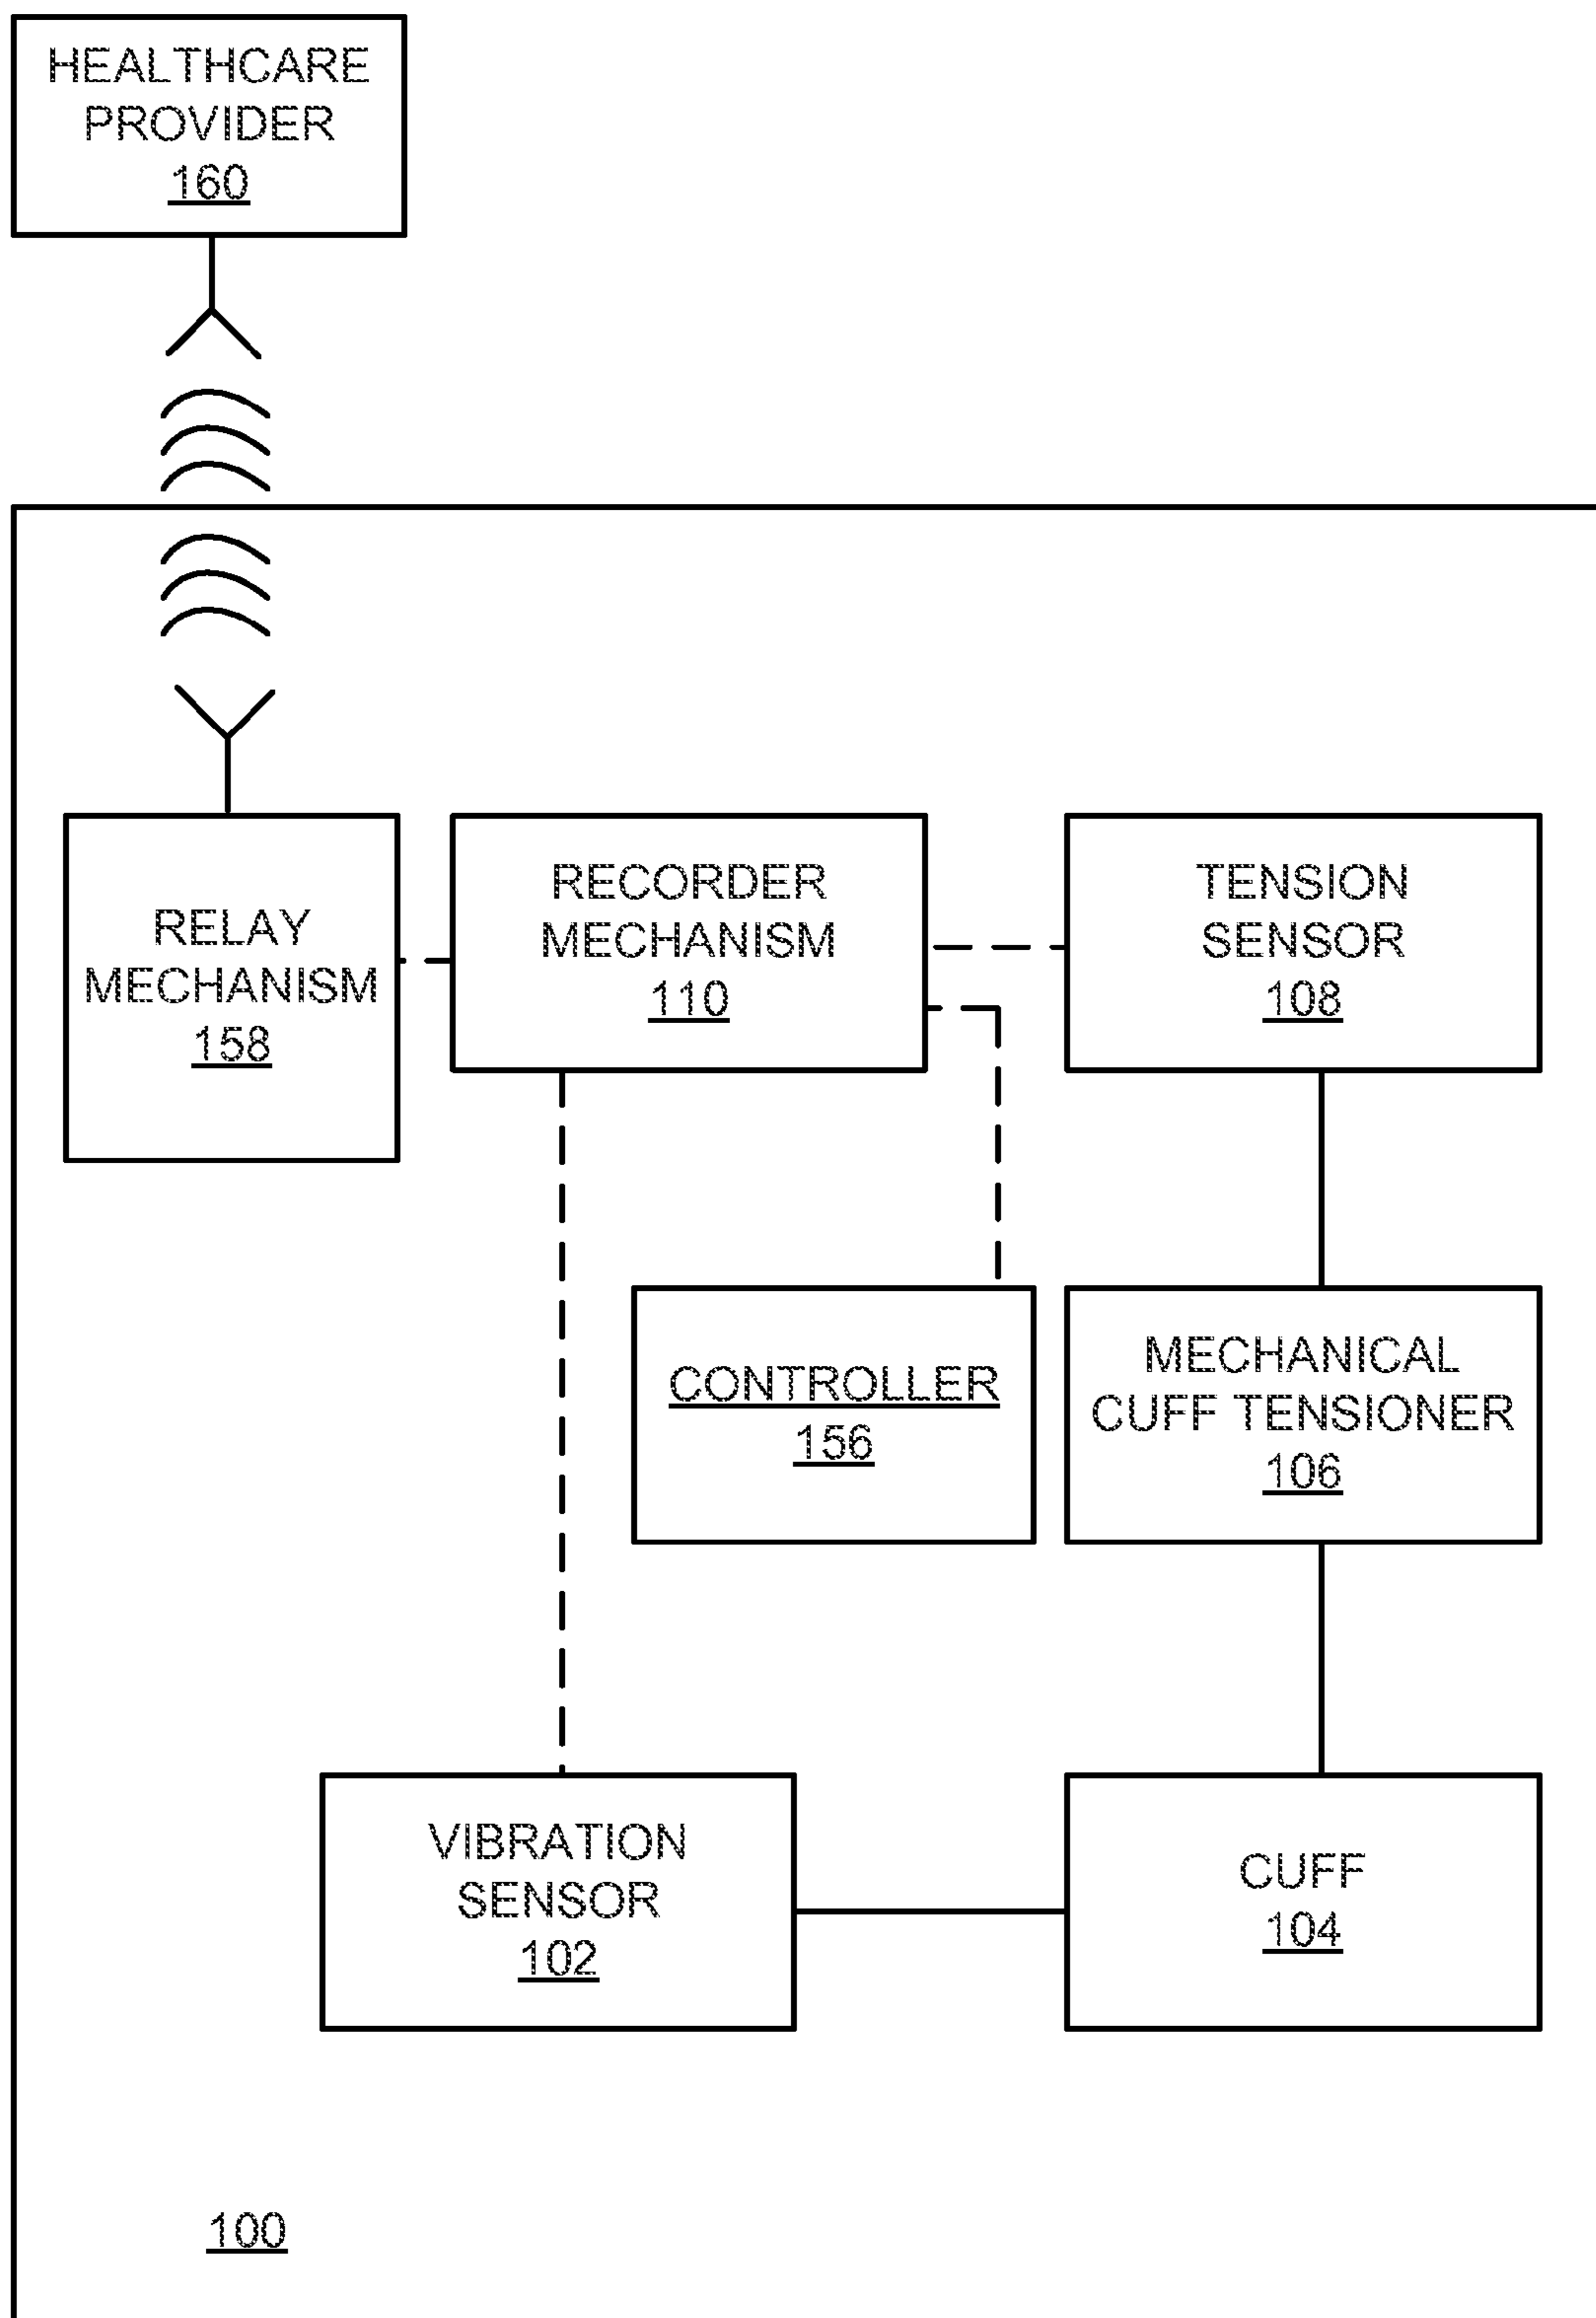 HEALTHCARE
PROVIDER
160
RELAY
MECHANISM
158
RECORDER
MECHANISM
110
TENSION
SENSOR
108
CONTROLLER
156
MECHANICAL
CUFF TENSIONER
106
VIBRATION
SENSOR
102
CUFF
104
100